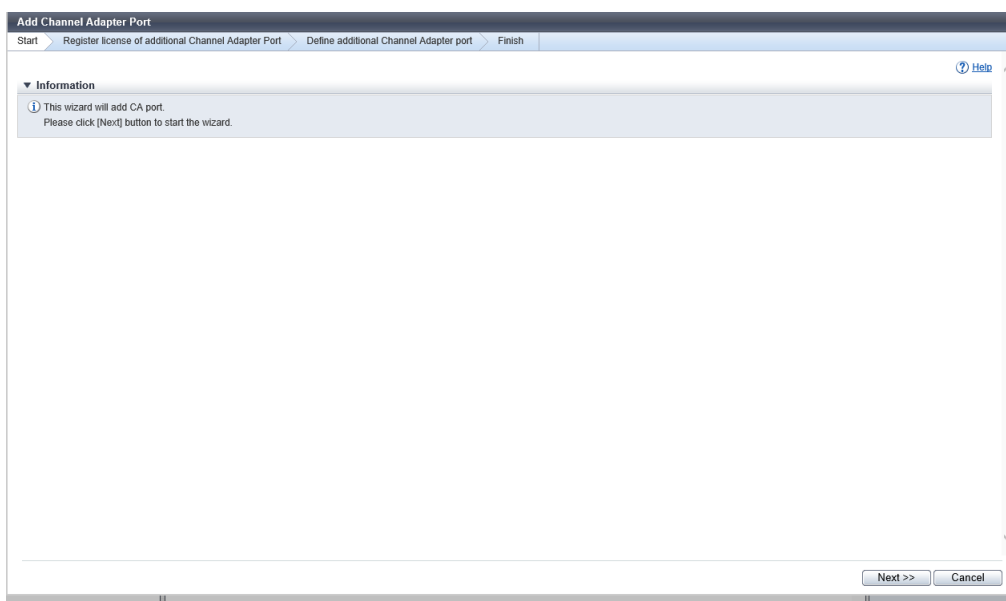 Add Channel Adapter Port
Start Register license of additional Channel Adapter Port Define additional Channel Adapter port Finish
Help
Information
This wizard will add CA port.
Please click [Next] button to start the wizard.
Next >> Cancel